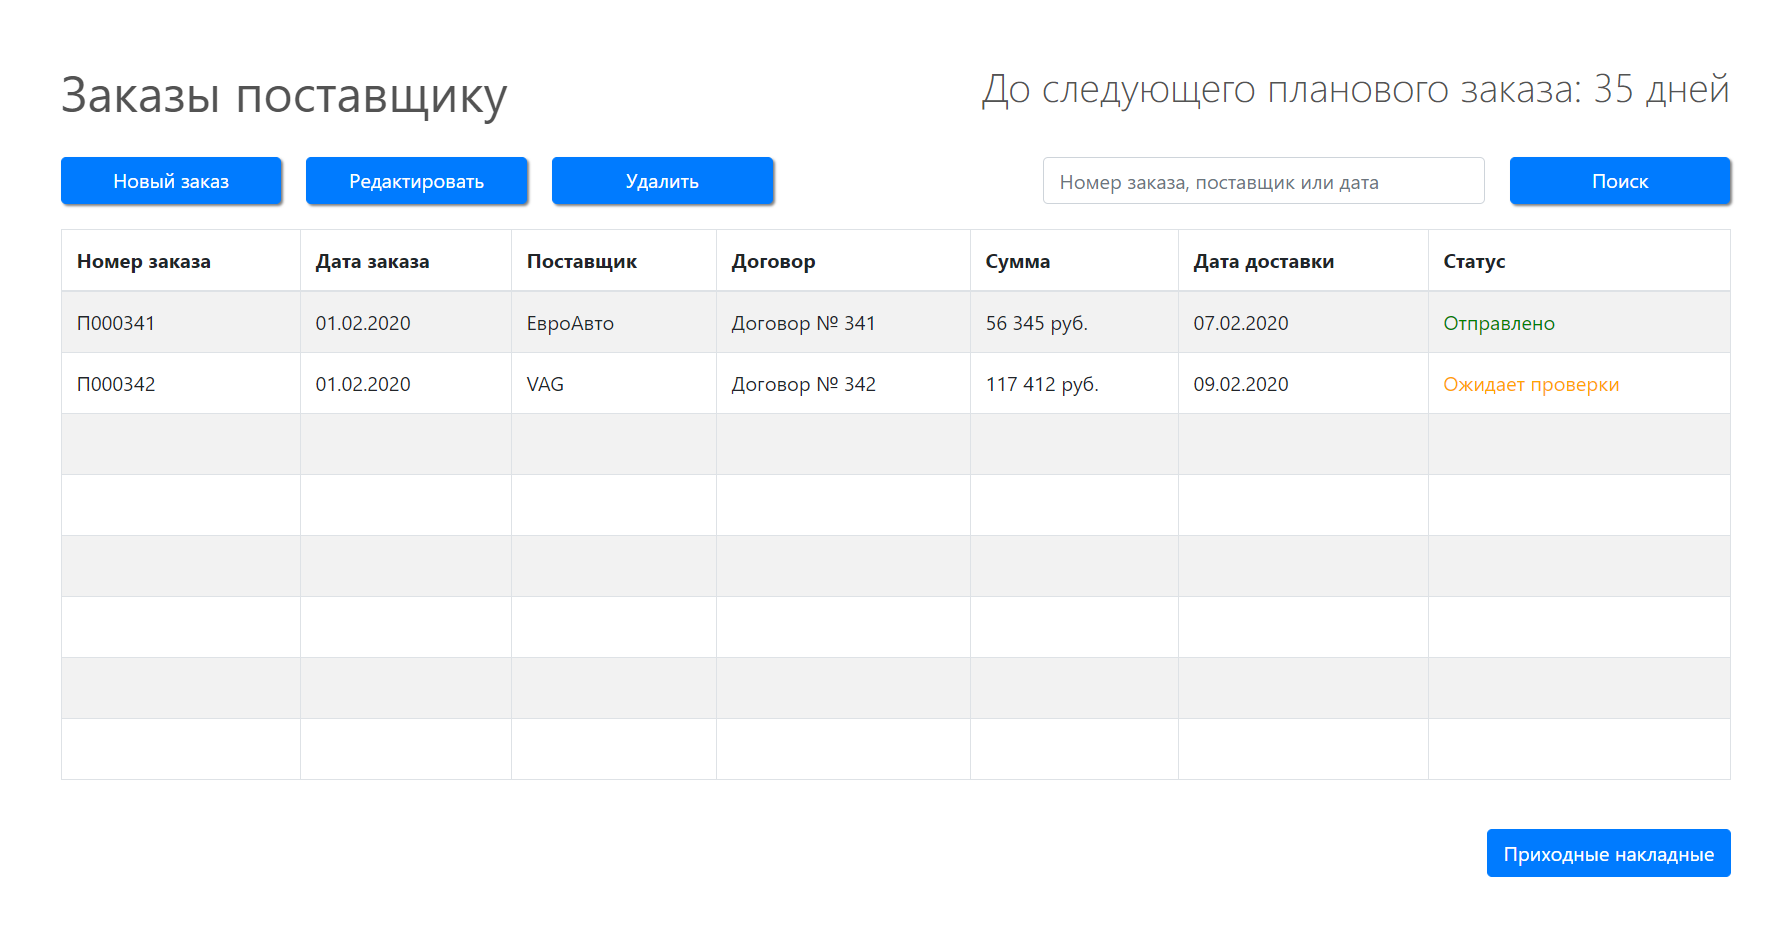 Заказы поставщику
До следующего планового заказа: 35 дней
Новый заказ Редактировать Удалить Номер заказа, поставщик или дата Поиск
Номер заказа Дата заказа Поставщик Договор Сумма Дата доставки Статус
П000341 01.02.2020 ЕвроАвто Договор № 341 56 345 руб. 07.02.2020 Отправлено
П000342 01.02.2020 VAG Договор № 342 117 412 руб. 09.02.2020 Ожидает проверки
Приходные накладные